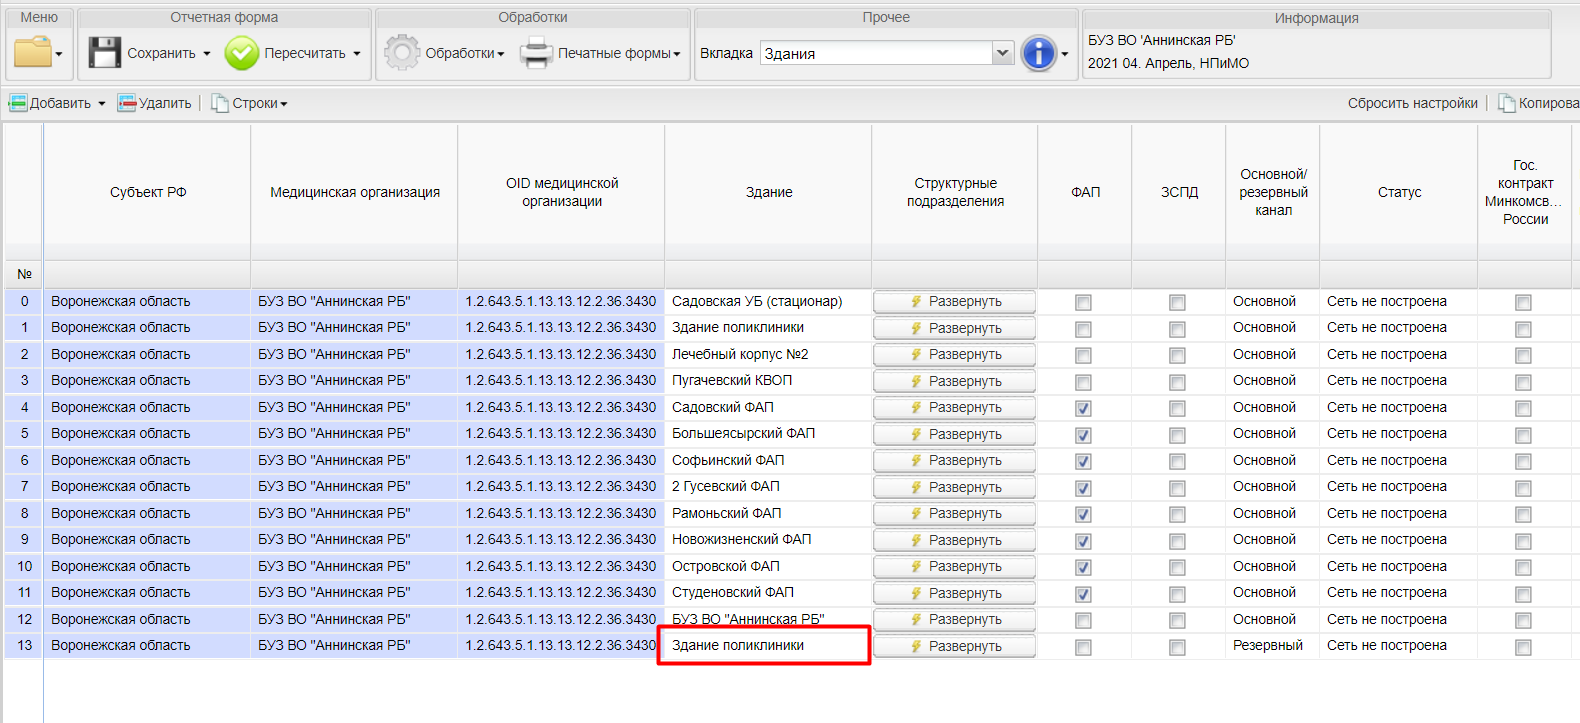 Меню
Отчетная форма
Обработки
Прочее
Информация
Сохранить
Пересчитать
Обработки
Печатные формы
Вкладка
Здания
БУЗ ВО 'Аннинская РБ'
2021 04. Апрель, НПиМО
Добавить
Удалить
Строки
Сбросить настройки
Копирова
№
Субъект РФ
Медицинская организация
OID медицинской
организации
Здание
Структурные
подразделения
ФАП
ЗСПД
Основной/
резервный
канал
Статус
Гос.
контракт
Минкомсв...
России
0 Воронежская область БУЗ ВО "Аннинская РБ" 1.2.643.5.1.13.13.12.2.36.3430 Садовская УБ (стационар) Развернуть Основной Сеть не построена
1 Воронежская область БУЗ ВО "Аннинская РБ" 1.2.643.5.1.13.13.12.2.36.3430 Здание поликлиники Развернуть Основной Сеть не построена
2 Воронежская область БУЗ ВО "Аннинская РБ" 1.2.643.5.1.13.13.12.2.36.3430 Лечебный корпус №2 Развернуть Основной Сеть не построена
3 Воронежская область БУЗ ВО "Аннинская РБ" 1.2.643.5.1.13.13.12.2.36.3430 Пугачевский КВОП Развернуть Основной Сеть не построена
4 Воронежская область БУЗ ВО "Аннинская РБ" 1.2.643.5.1.13.13.12.2.36.3430 Садовский ФАП Развернуть Основной Сеть не построена
5 Воронежская область БУЗ ВО "Аннинская РБ" 1.2.643.5.1.13.13.12.2.36.3430 Большеясырский ФАП Развернуть Основной Сеть не построена
6 Воронежская область БУЗ ВО "Аннинская РБ" 1.2.643.5.1.13.13.12.2.36.3430 Софьинский ФАП Развернуть Основной Сеть не построена
7 Воронежская область БУЗ ВО "Аннинская РБ" 1.2.643.5.1.13.13.12.2.36.3430 2 Гусевский ФАП Развернуть Основной Сеть не построена
8 Воронежская область БУЗ ВО "Аннинская РБ" 1.2.643.5.1.13.13.12.2.36.3430 Рамоньский ФАП Развернуть Основной Сеть не построена
9 Воронежская область БУЗ ВО "Аннинская РБ" 1.2.643.5.1.13.13.12.2.36.3430 Новожизненский ФАП Развернуть Основной Сеть не построена
10 Воронежская область БУЗ ВО "Аннинская РБ" 1.2.643.5.1.13.13.12.2.36.3430 Островской ФАП Развернуть Основной Сеть не построена
11 Воронежская область БУЗ ВО "Аннинская РБ" 1.2.643.5.1.13.13.12.2.36.3430 Студеновский ФАП Развернуть Основной Сеть не построена
12 Воронежская область БУЗ ВО "Аннинская РБ" 1.2.643.5.1.13.13.12.2.36.3430 БУЗ ВО "Аннинская РБ" Развернуть Основной Сеть не построена
13 Воронежская область БУЗ ВО "Аннинская РБ" 1.2.643.5.1.13.13.12.2.36.3430 Здание поликлиники Развернуть Резервный Сеть не построена